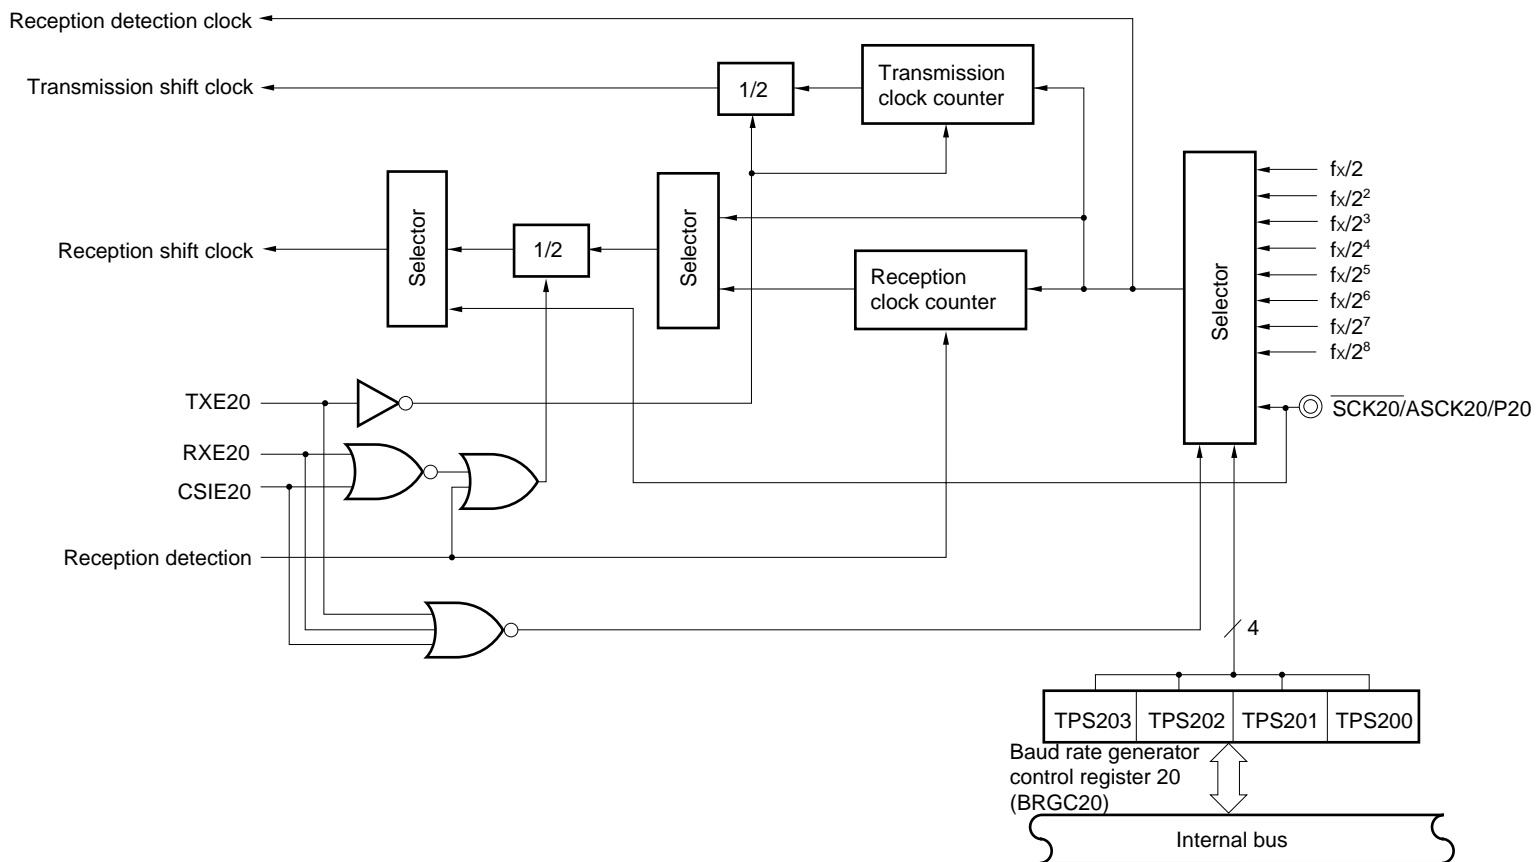 Reception detection clock
Transmission shift clock
1/2
Transmission
clock counter
Selector
fX/2
fX/2²
fX/2³
fX/2⁴
fX/2⁵
fX/2⁶
fX/2⁷
fX/2⁸
Selector
Reception shift clock
1/2
Selector
Reception
clock counter
TXE20
SCK20/ASCK20/P20
RXE20
CSIE20
Reception detection
4
TPS203 TPS202 TPS201 TPS200
Baud rate generator
control register 20
(BRGC20)
Internal bus